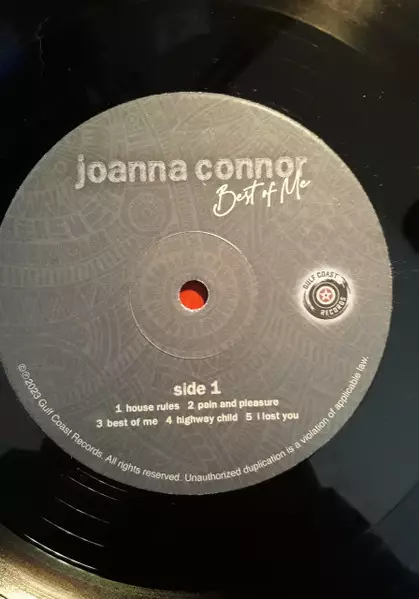 joanna connor
Best of Me
GULF COAST
RECORDS
side 1
1 house rules 2 pain and pleasure
3 best of me 4 highway child 5 i lost you
©℗2023 Gulf Coast Records. All rights reserved. Unauthorized duplication is a violation of applicable law.